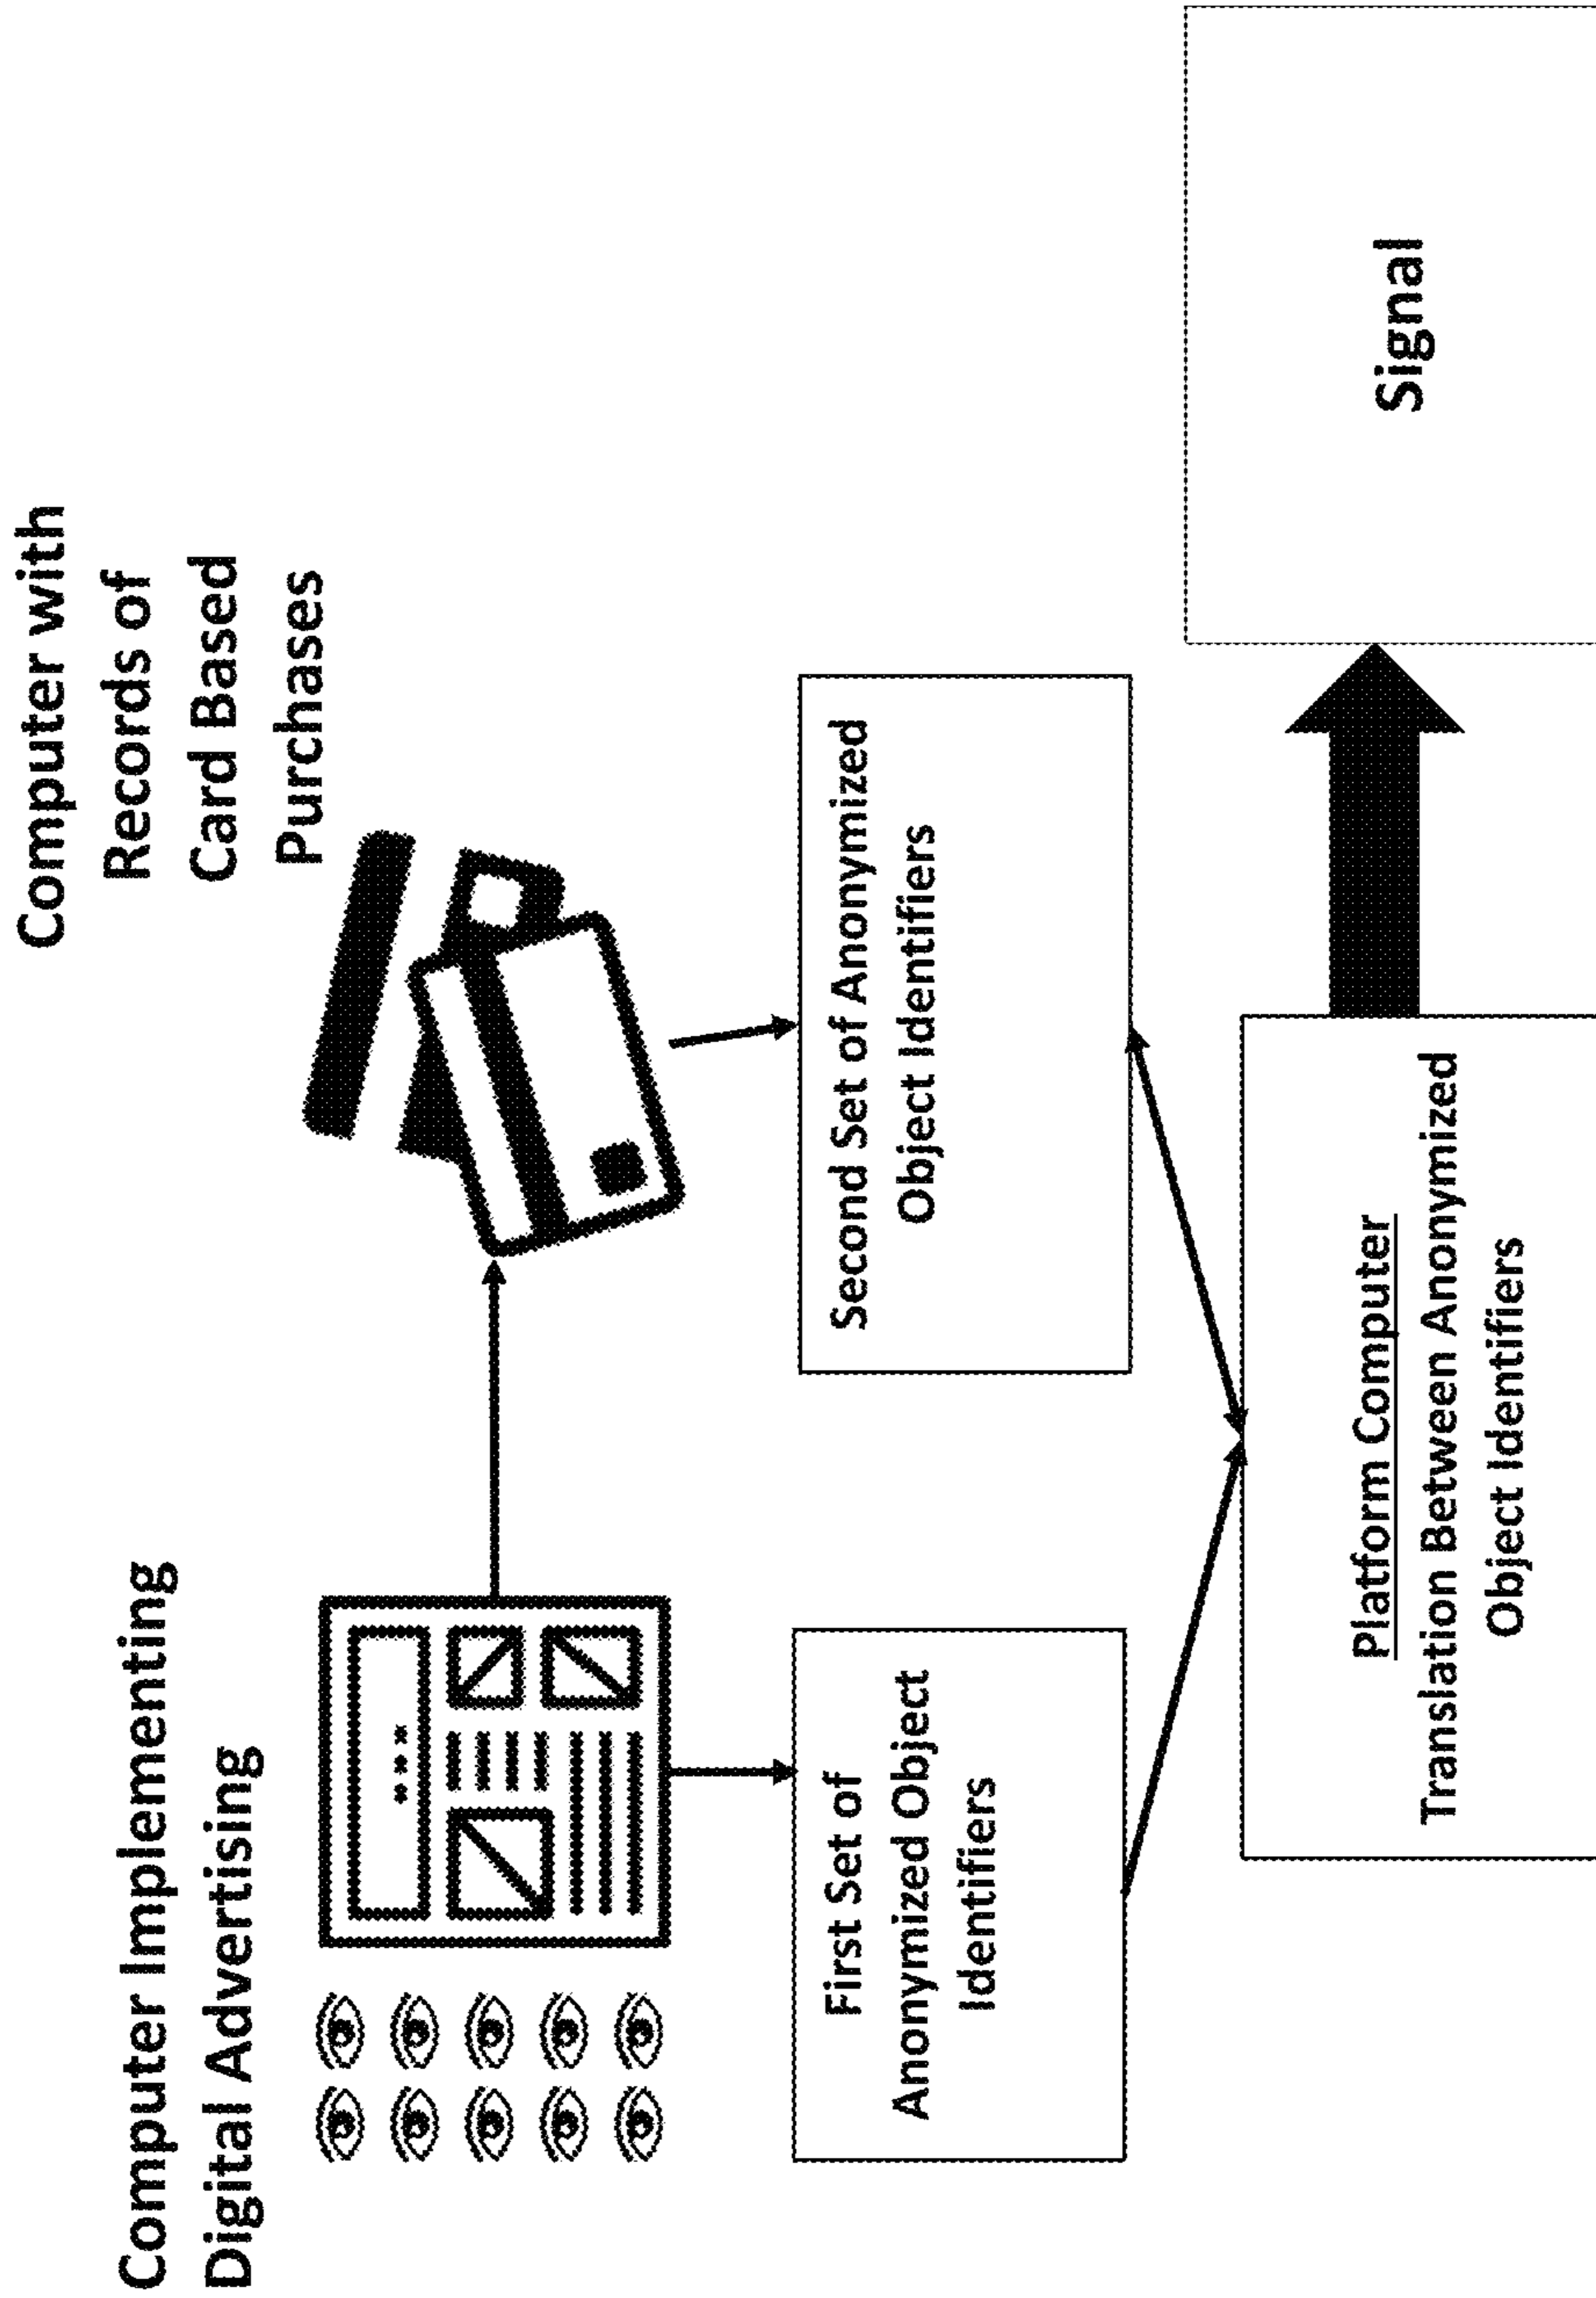 Computer Implementing
Digital Advertising
Computer with
Records of
Card Based
Purchases
First Set of
Anonymized Object
Identifiers
Second Set of Anonymized
Object Identifiers
Platform Computer
Translation Between Anonymized
Object Identifiers
Signal